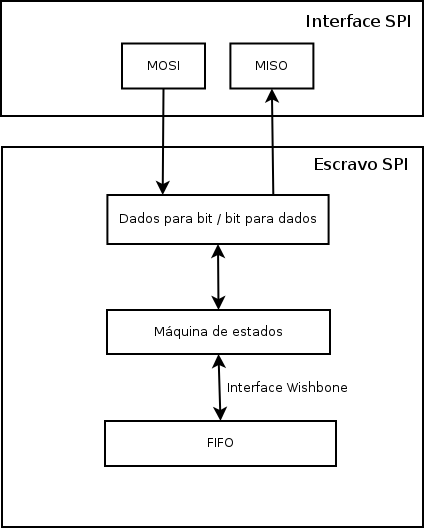 Interface SPI
MOSI
MISO
Escravo SPI
Dados para bit / bit para dados
Máquina de estados
Interface Wishbone
FIFO